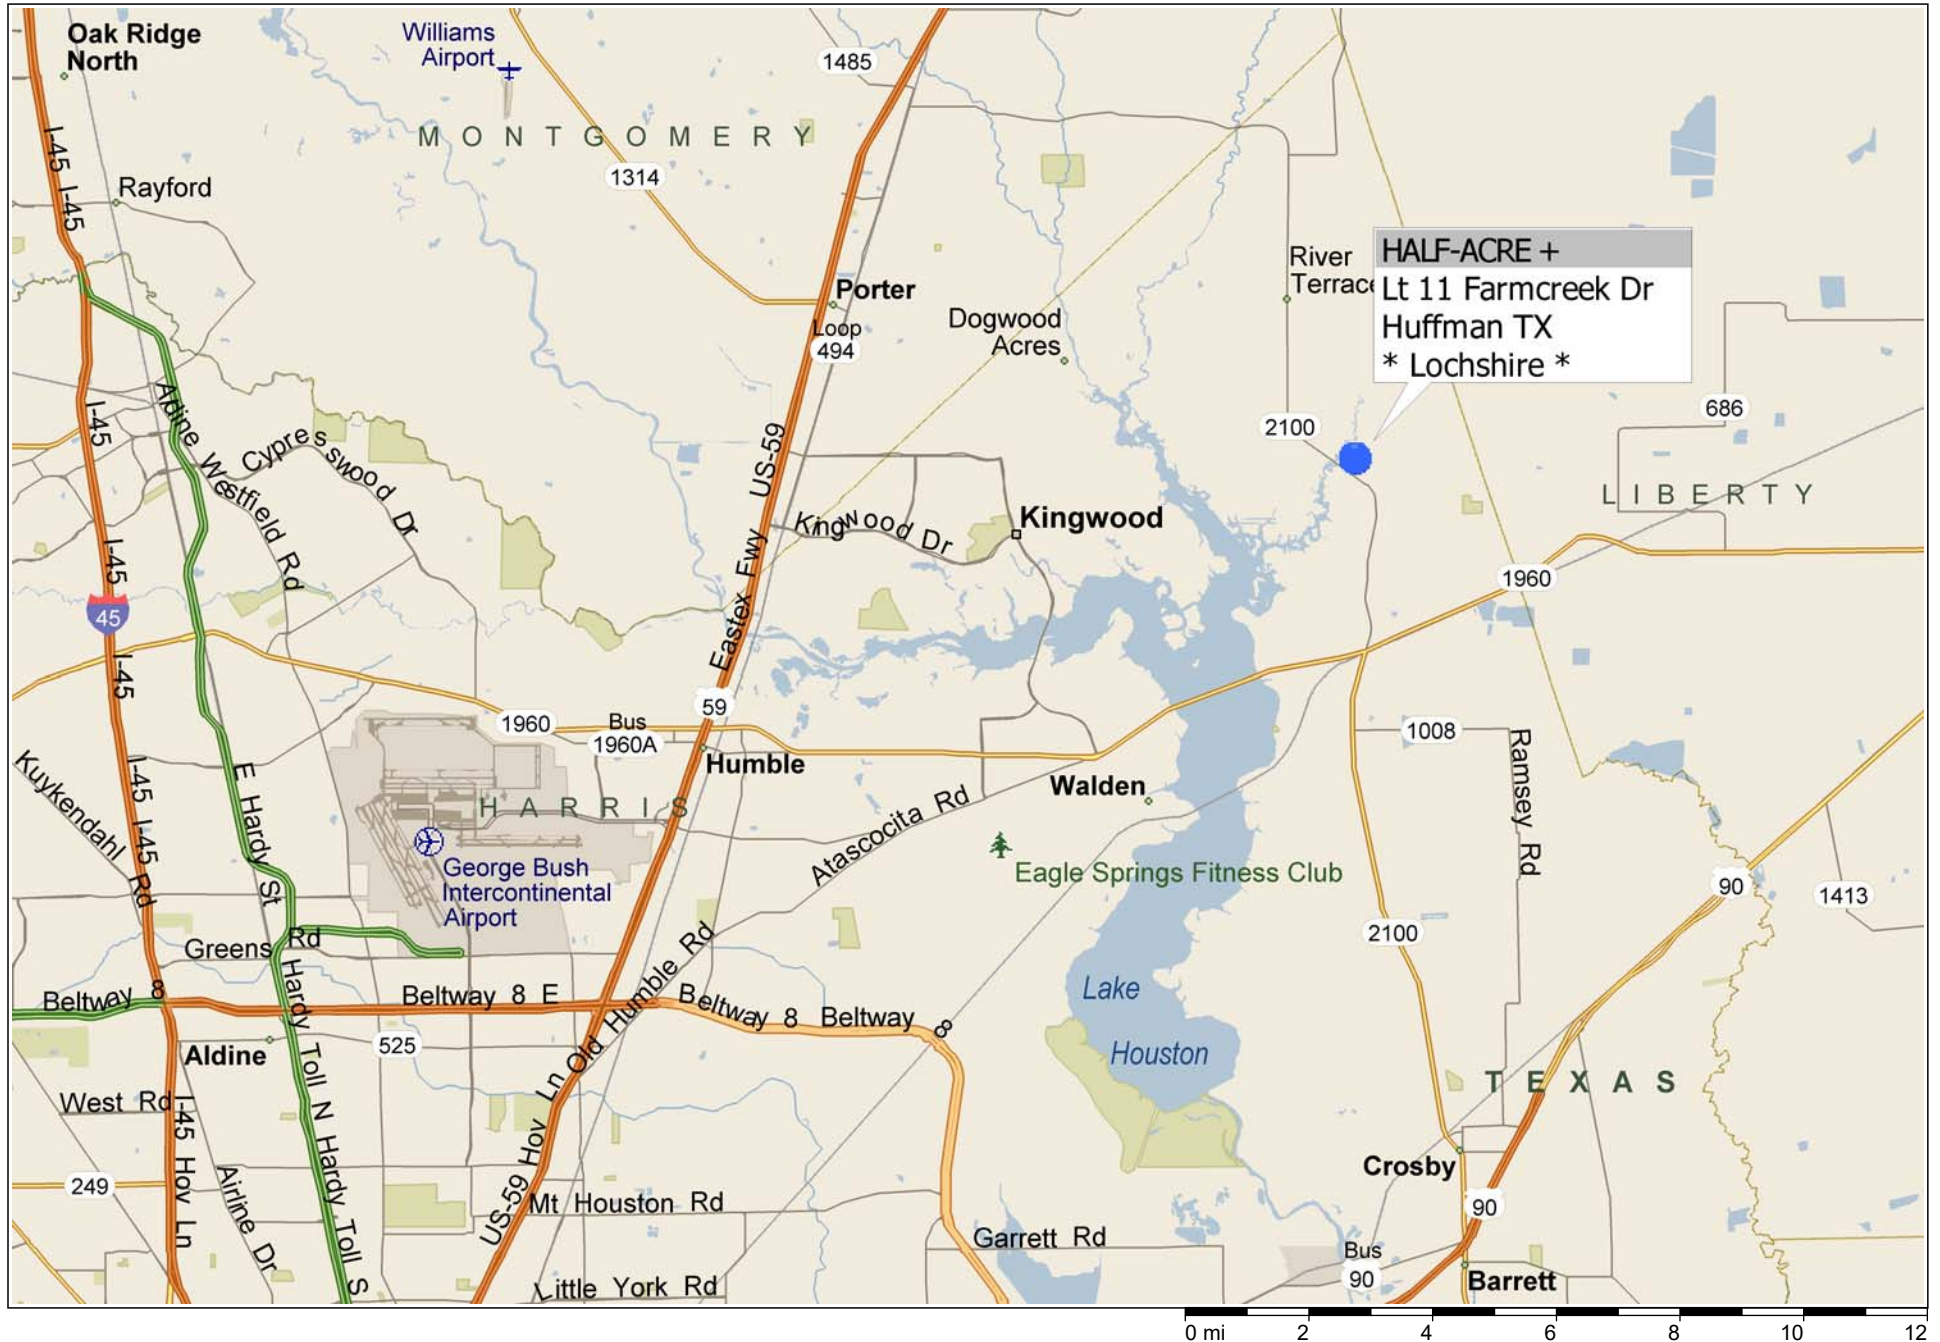 Oak Ridge
North
Williams
Airport
1485
MONTGOMERY
1314
I-45
I-45
Rayford
River
Terrace
HALF-ACRE +
Lt 11 Farmcreek Dr
Huffman TX
* Lochshire *
Porter
Loop
494
Dogwood
Acres
686
2100
I-45
Aldine Westfield Rd
Cypresswood Dr
US-59
Eastex Fwy
Kingwood Dr
Kingwood
LIBERTY
I-45
45
1960
I-45
59
1960
Bus
1960A
1008
Humble
Ramsey Rd
Kuykendahl Rd
I-45
I-45
E Hardy St
HARRIS
Walden
Atascocita Rd
George Bush
Intercontinental
Airport
Eagle Springs Fitness Club
90
1413
2100
Greens Rd
Old Humble Rd
Beltway 8
Beltway 8 E
Beltway 8
Beltway 8
Lake
Houston
Hardy Toll
N Hardy Toll S
525
Aldine
TEXAS
West Rd
I-45 Hov Ln
US-59 Hov Ln
Crosby
249
Airline Dr
Mt Houston Rd
90
Garrett Rd
Bus
90
Barrett
Little York Rd
0 mi 2 4 6 8 10 12